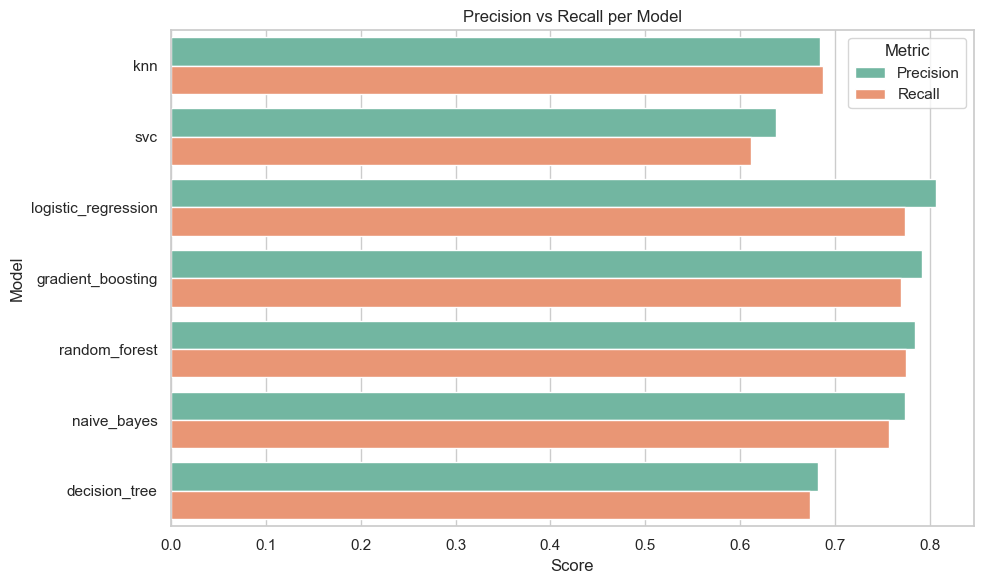 Precision vs Recall per Model
Metric
Precision
Recall
knn
svc
logistic_regression
gradient_boosting
random_forest
naive_bayes
decision_tree
Model
0.0 0.1 0.2 0.3 0.4 0.5 0.6 0.7 0.8
Score